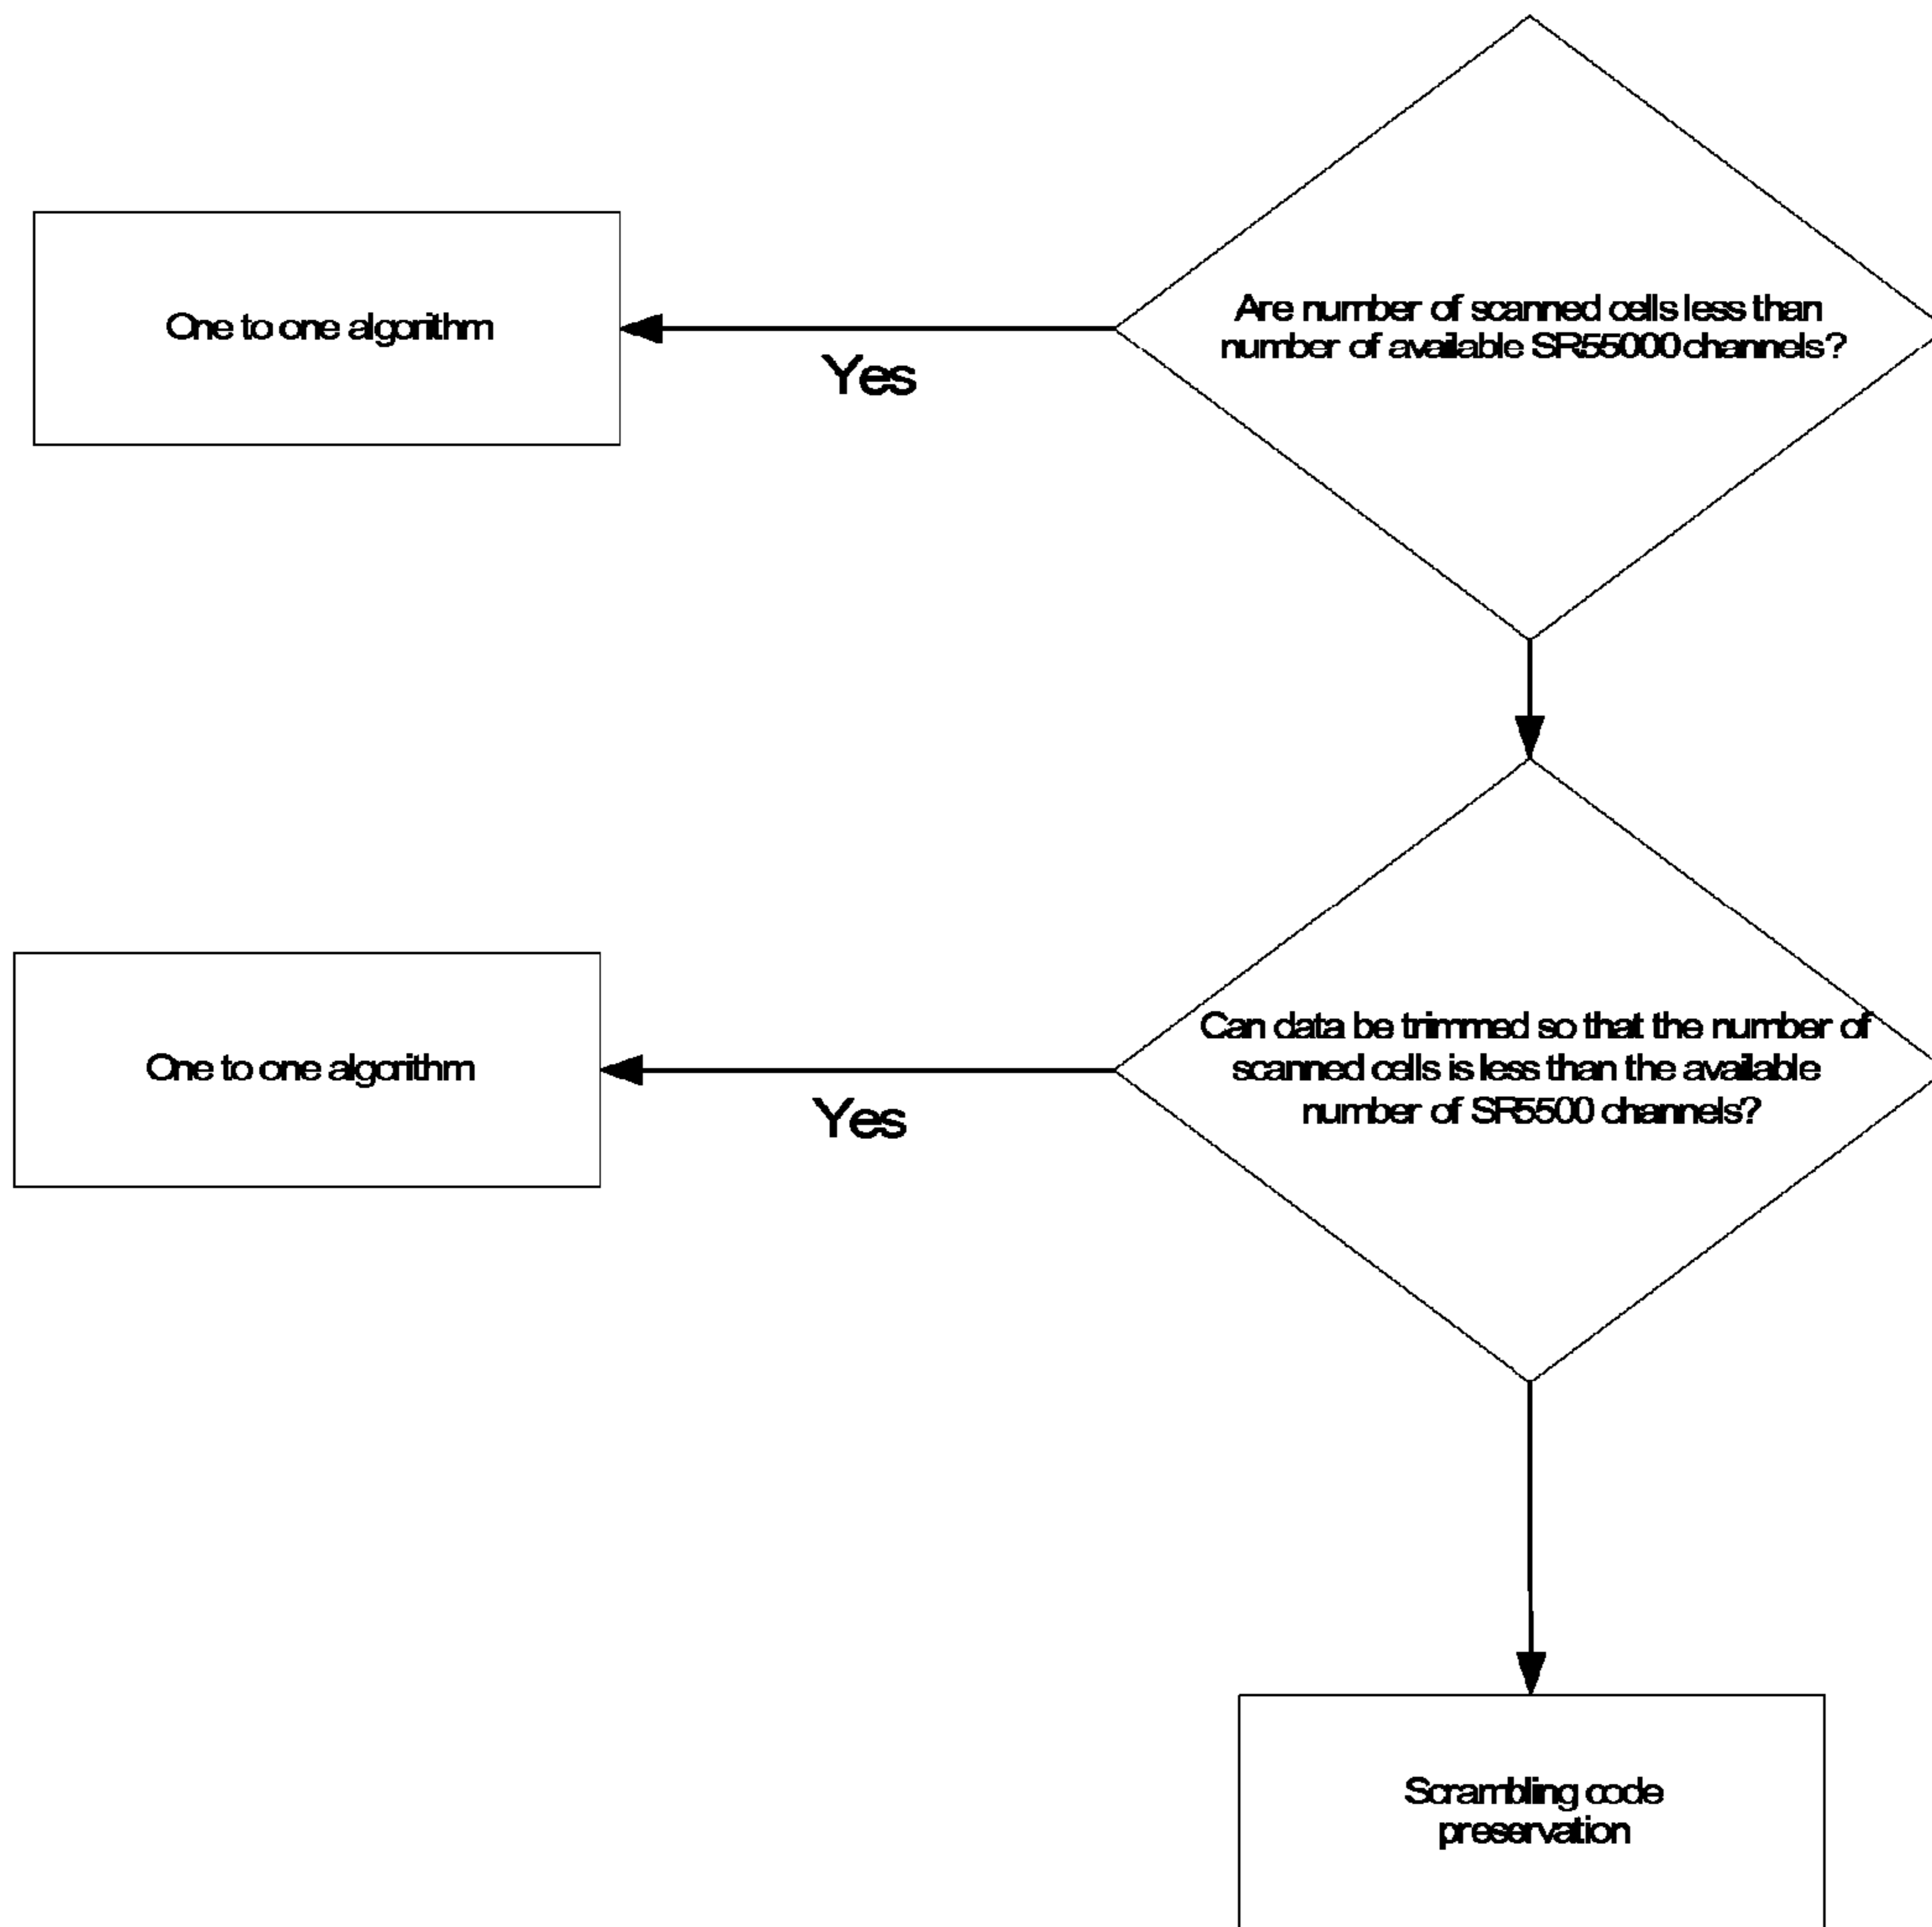 Are number of scanned cells less than
number of available SR55000 channels?
One to one algorithm
Yes
Can data be trimmed so that the number of
scanned cells is less than the available
number of SR5500 channels?
One to one algorithm
Yes
Scrambling code
preservation